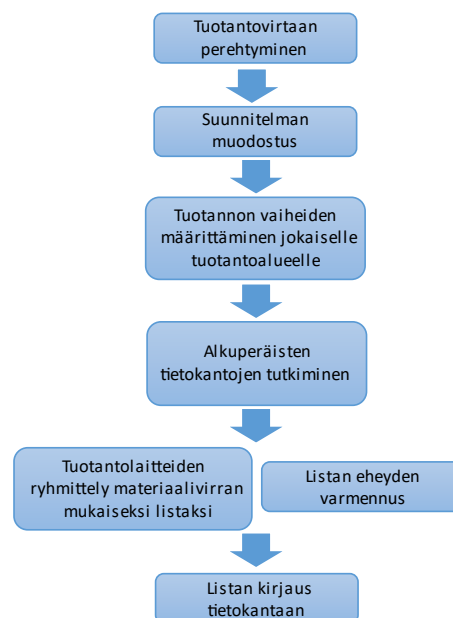 Tuotantovirtaan
perehtyminen
Suunnitelman
muodostus
Tuotannon vaiheiden
määrittäminen jokaiselle
tuotantoalueelle
Alkuperäisten
tietokantojen tutkiminen
Tuotantolaitteiden
ryhmittely materiaalivirran
mukaiseksi listaksi
Listan eheyden
varmennus
Listan kirjaus
tietokantaan